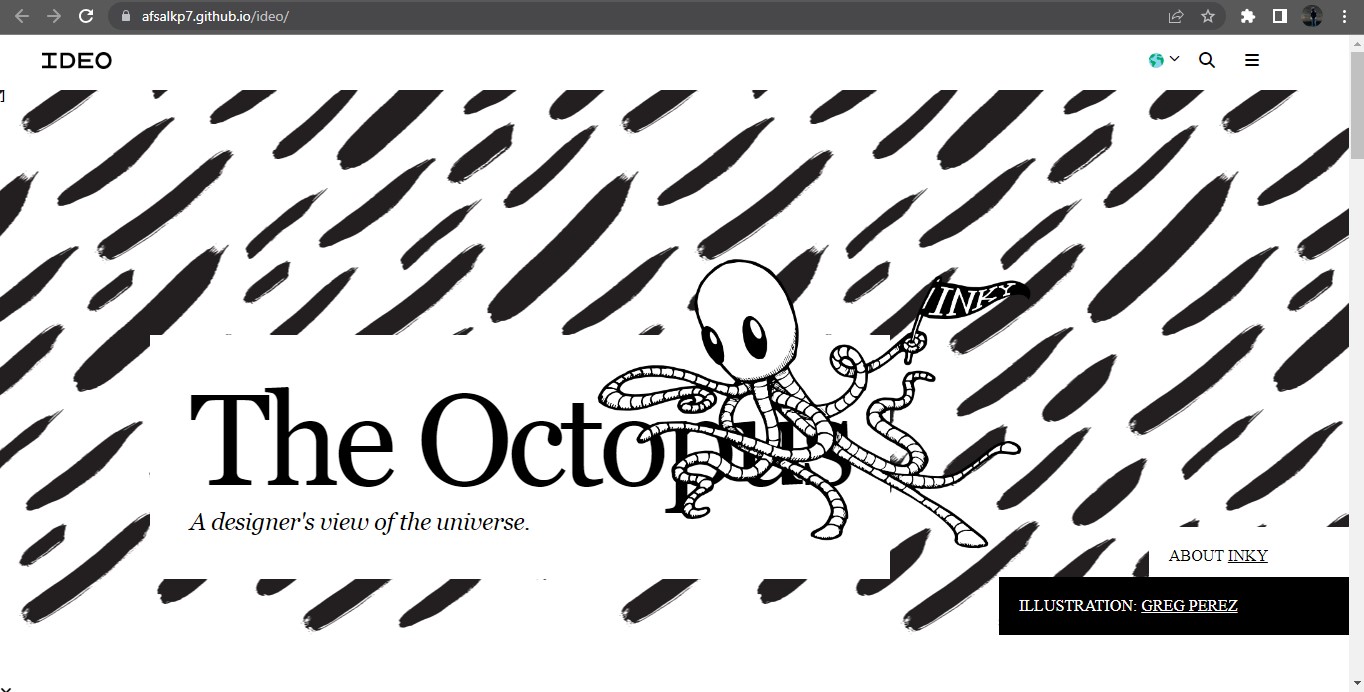 afsalkp7.github.io/ideo/
IDEO
INKY
The Octopus
A designer's view of the universe.
ABOUT INKY
ILLUSTRATION: GREG PEREZ